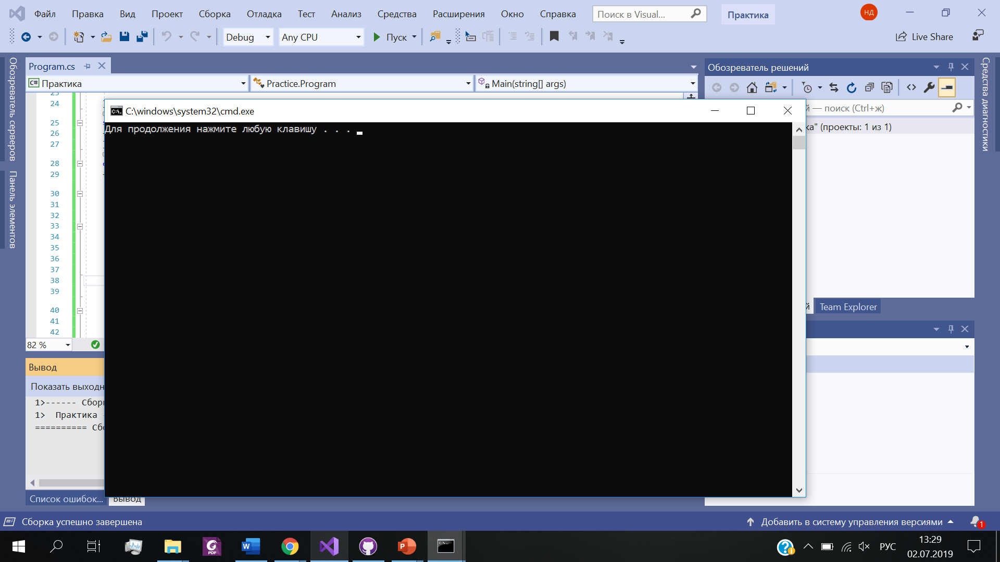 Файл Правка Вид Проект Сборка Отладка Тест Анализ Средства Расширения Окно Справка Поиск в Visual... Практика НД
Debug Any CPU Пуск Live Share
Обозреватель серверов
Панель элементов
Program.cs
C# Практика Practice.Program Main(string[] args)
24
25
26
27
28
29
30
31
32
33
34
35
36
37
38
39
40
41
42
82 %
C:\windows\system32\cmd.exe
Для продолжения нажмите любую клавишу . . .
Обозреватель решений
— поиск (Ctrl+ж)
(проекты: 1 из 1)
Team Explorer
Средства диагностики
Вывод
Показать
1>------
1> Практика
==========
Список ошибок... Вывод
Сборка успешно завершена
Добавить в систему управления версиями 1
PDF W P РУС 13:29
02.07.2019